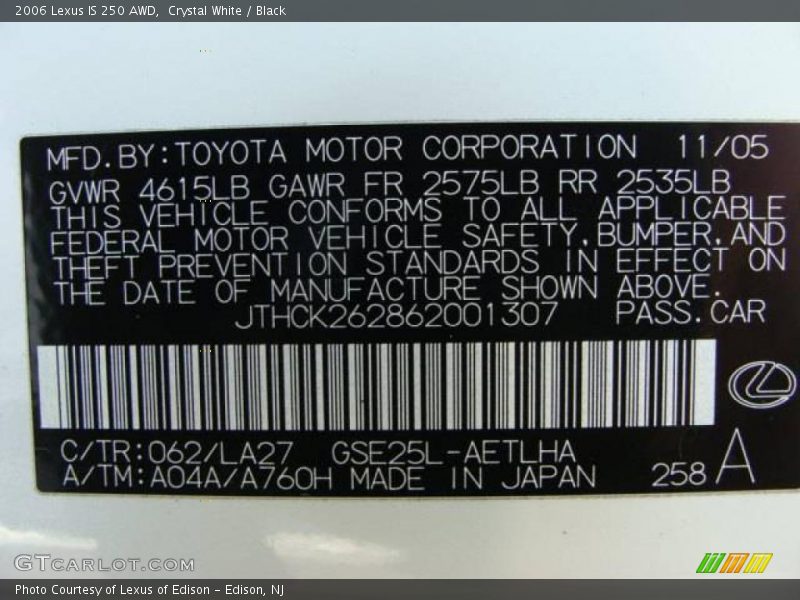 2006 Lexus IS 250 AWD,  Crystal White / Black
MFD.BY:TOYOTA MOTOR CORPORATION 11/05
GVWR 4615LB GAWR FR 2575LB RR 2535LB
THIS VEHICLE CONFORMS TO ALL APPLICABLE
FEDERAL MOTOR VEHICLE SAFETY,BUMPER,AND
THEFT PREVENTION STANDARDS IN EFFECT ON
THE DATE OF MANUFACTURE SHOWN ABOVE.
JTHCK262862001307 PASS.CAR
C/TR:062/LA27 GSE25L-AETLHA
A/TM:A04A/A760H MADE IN JAPAN 258 A
GTCARLOT.COM
Photo Courtesy of Lexus of Edison - Edison, NJ